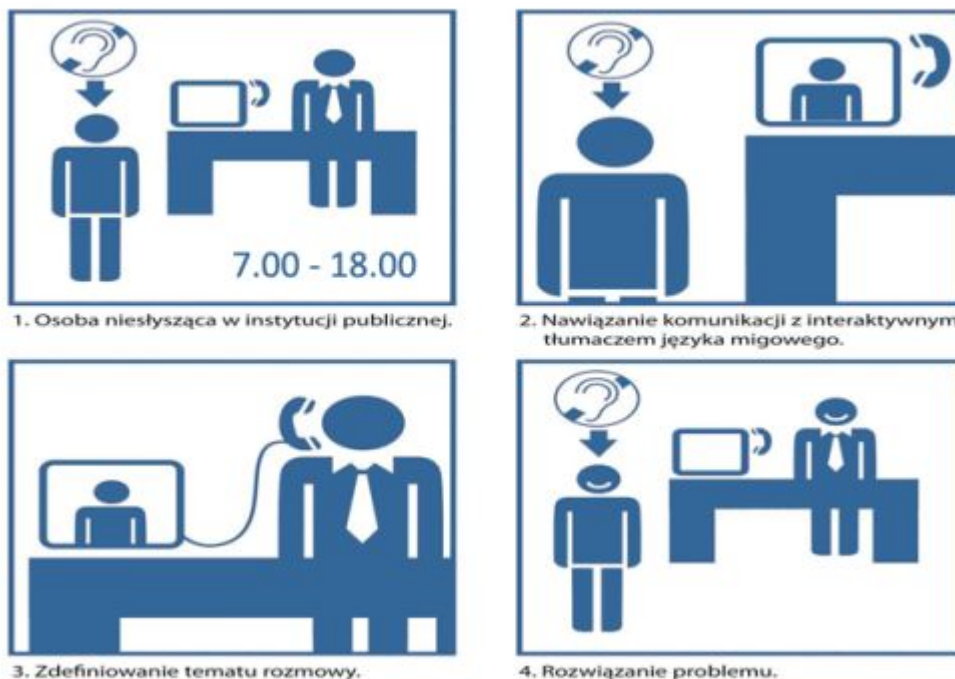 7.00 - 18.00
1. Osoba niesłysząca w instytucji publicznej.
2. Nawiązanie komunikacji z interaktywnym
tłumaczem języka migowego.
3. Zdefiniowanie tematu rozmowy.
4. Rozwiązanie problemu.